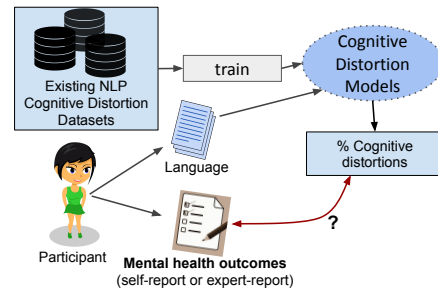 Existing NLP
Cognitive Distortion
Datasets
train
Cognitive
Distortion
Models
Language
% Cognitive
distortions
Participant
?
Mental health outcomes
(self-report or expert-report)